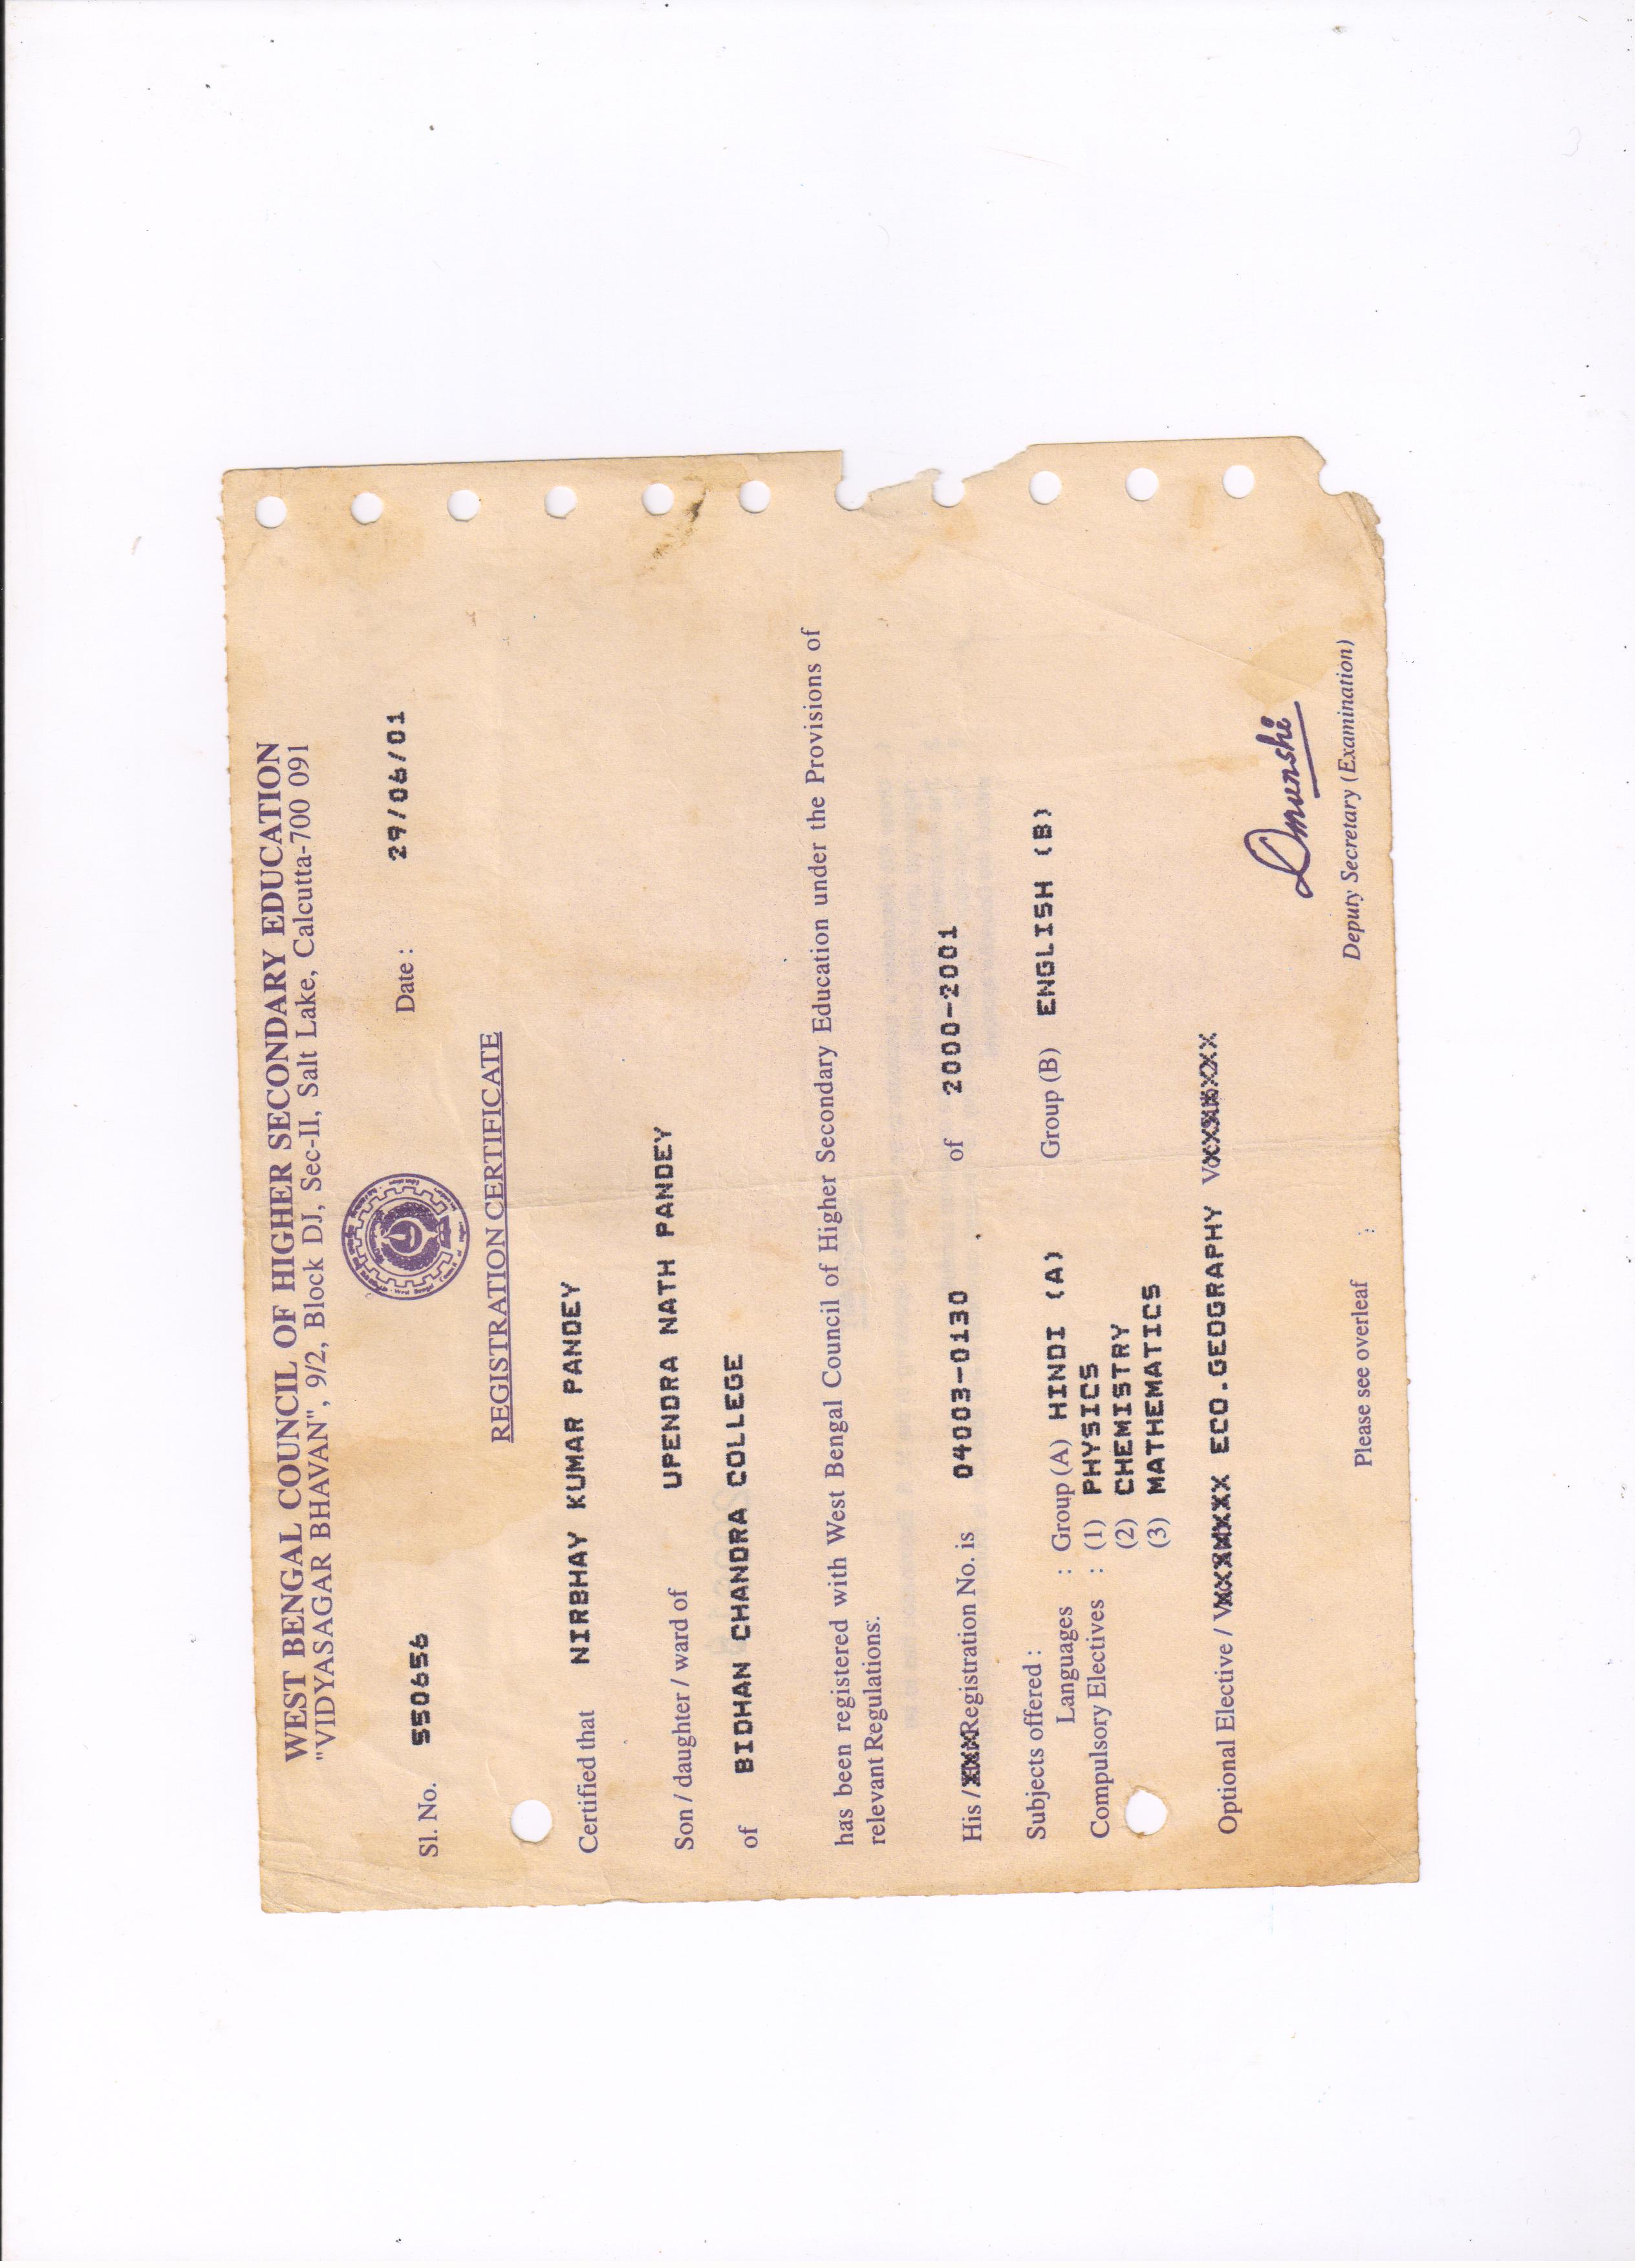 WEST BENGAL COUNCIL OF HIGHER SECONDARY EDUCATION
"VIDYASAGAR BHAVAN", 9/2, Block DJ, Sec-II, Salt Lake, Calcutta-700 091
Sl. No. 550656 Date : 29/06/01
REGISTRATION CERTIFICATE
Certified that NIRBHAY KUMAR PANDEY
Son / daughter / ward of UPENDRA NATH PANDEY
of BIDHAN CHANDRA COLLEGE
has been registered with West Bengal Council of Higher Secondary Education under the Provisions of
relevant Regulations.
His / Registration No. is 04003-0130 of 2000-2001
Subjects offered :
Languages : Group (A) HINDI (A) Group (B) ENGLISH (B)
Compulsory Electives : (1) PHYSICS
(2) CHEMISTRY
(3) MATHEMATICS
Optional Elective / ECO.GEOGRAPHY
Dmunshi
Please see overleaf : Deputy Secretary (Examination)